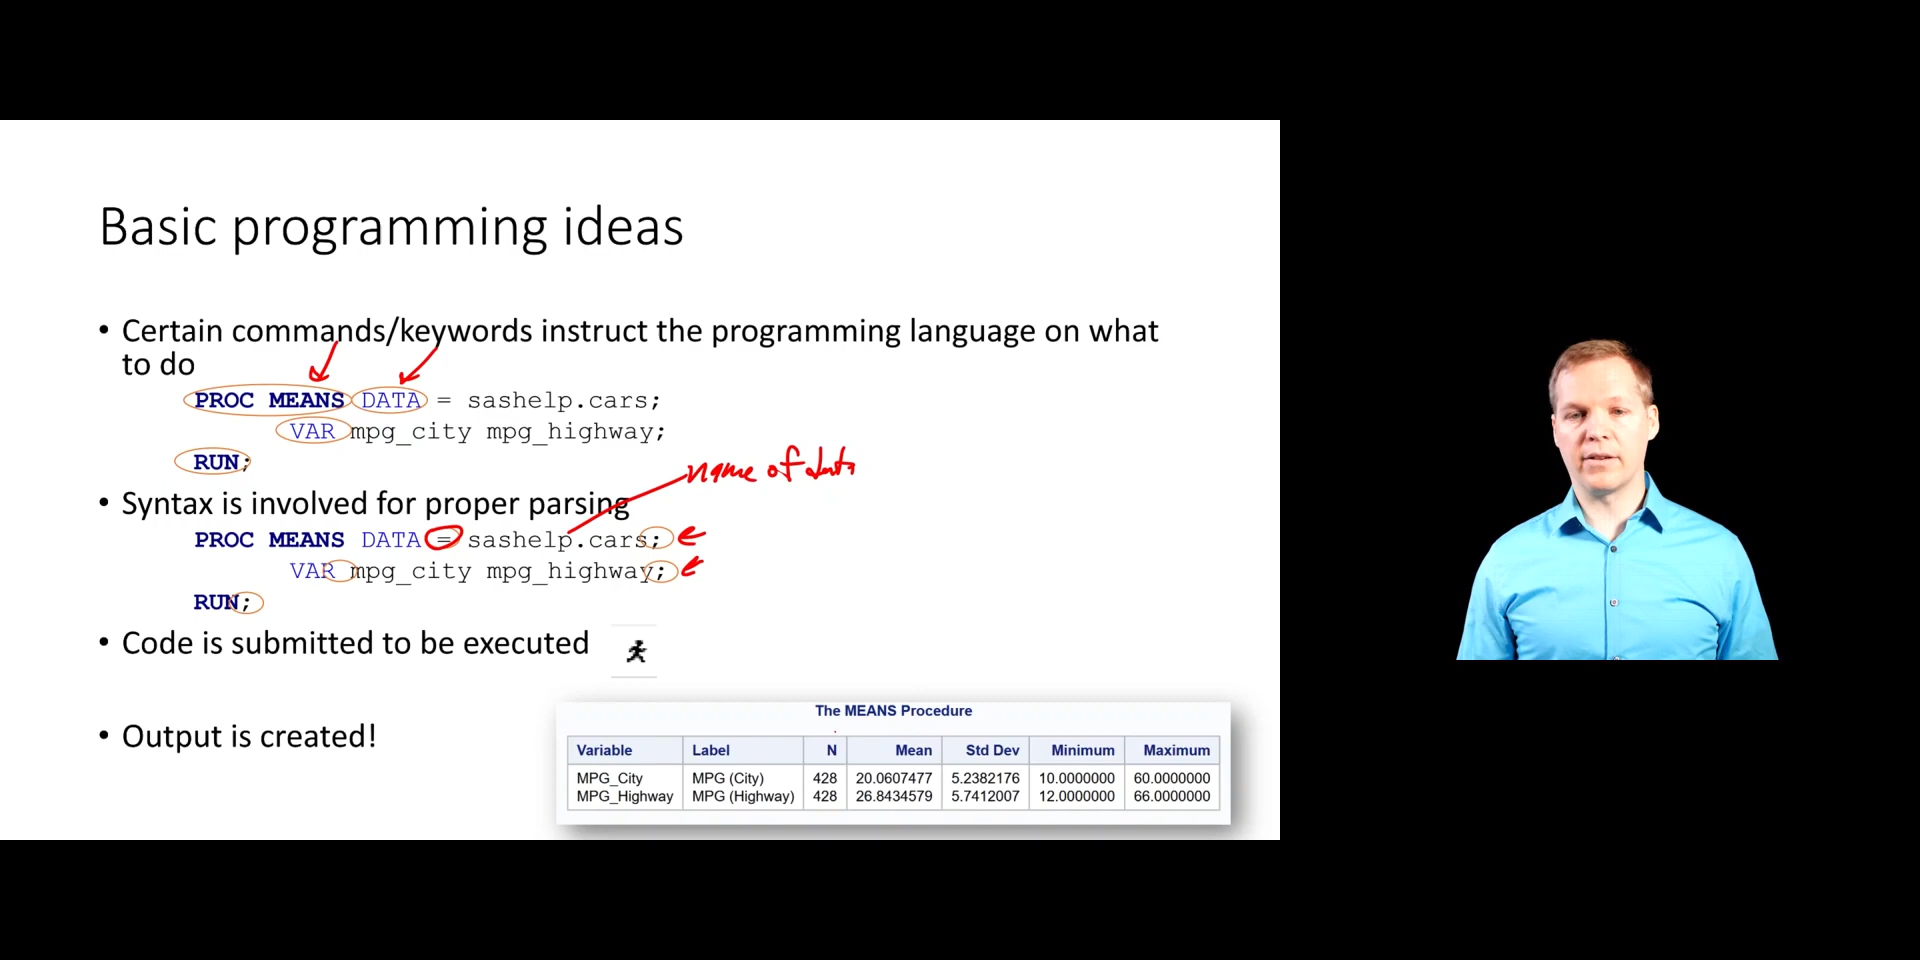 Basic programming ideas
• Certain commands/keywords instruct the programming language on what
to do
PROC MEANS DATA = sashelp.cars;
VAR mpg_city mpg_highway;
RUN;
name of data
• Syntax is involved for proper parsing
PROC MEANS DATA = sashelp.cars;
VAR mpg_city mpg_highway;
RUN;
• Code is submitted to be executed
• Output is created!
The MEANS Procedure
Variable Label N Mean Std Dev Minimum Maximum
MPG_City MPG (City) 428 20.0607477 5.2382176 10.0000000 60.0000000
MPG_Highway MPG (Highway) 428 26.8434579 5.7412007 12.0000000 66.0000000